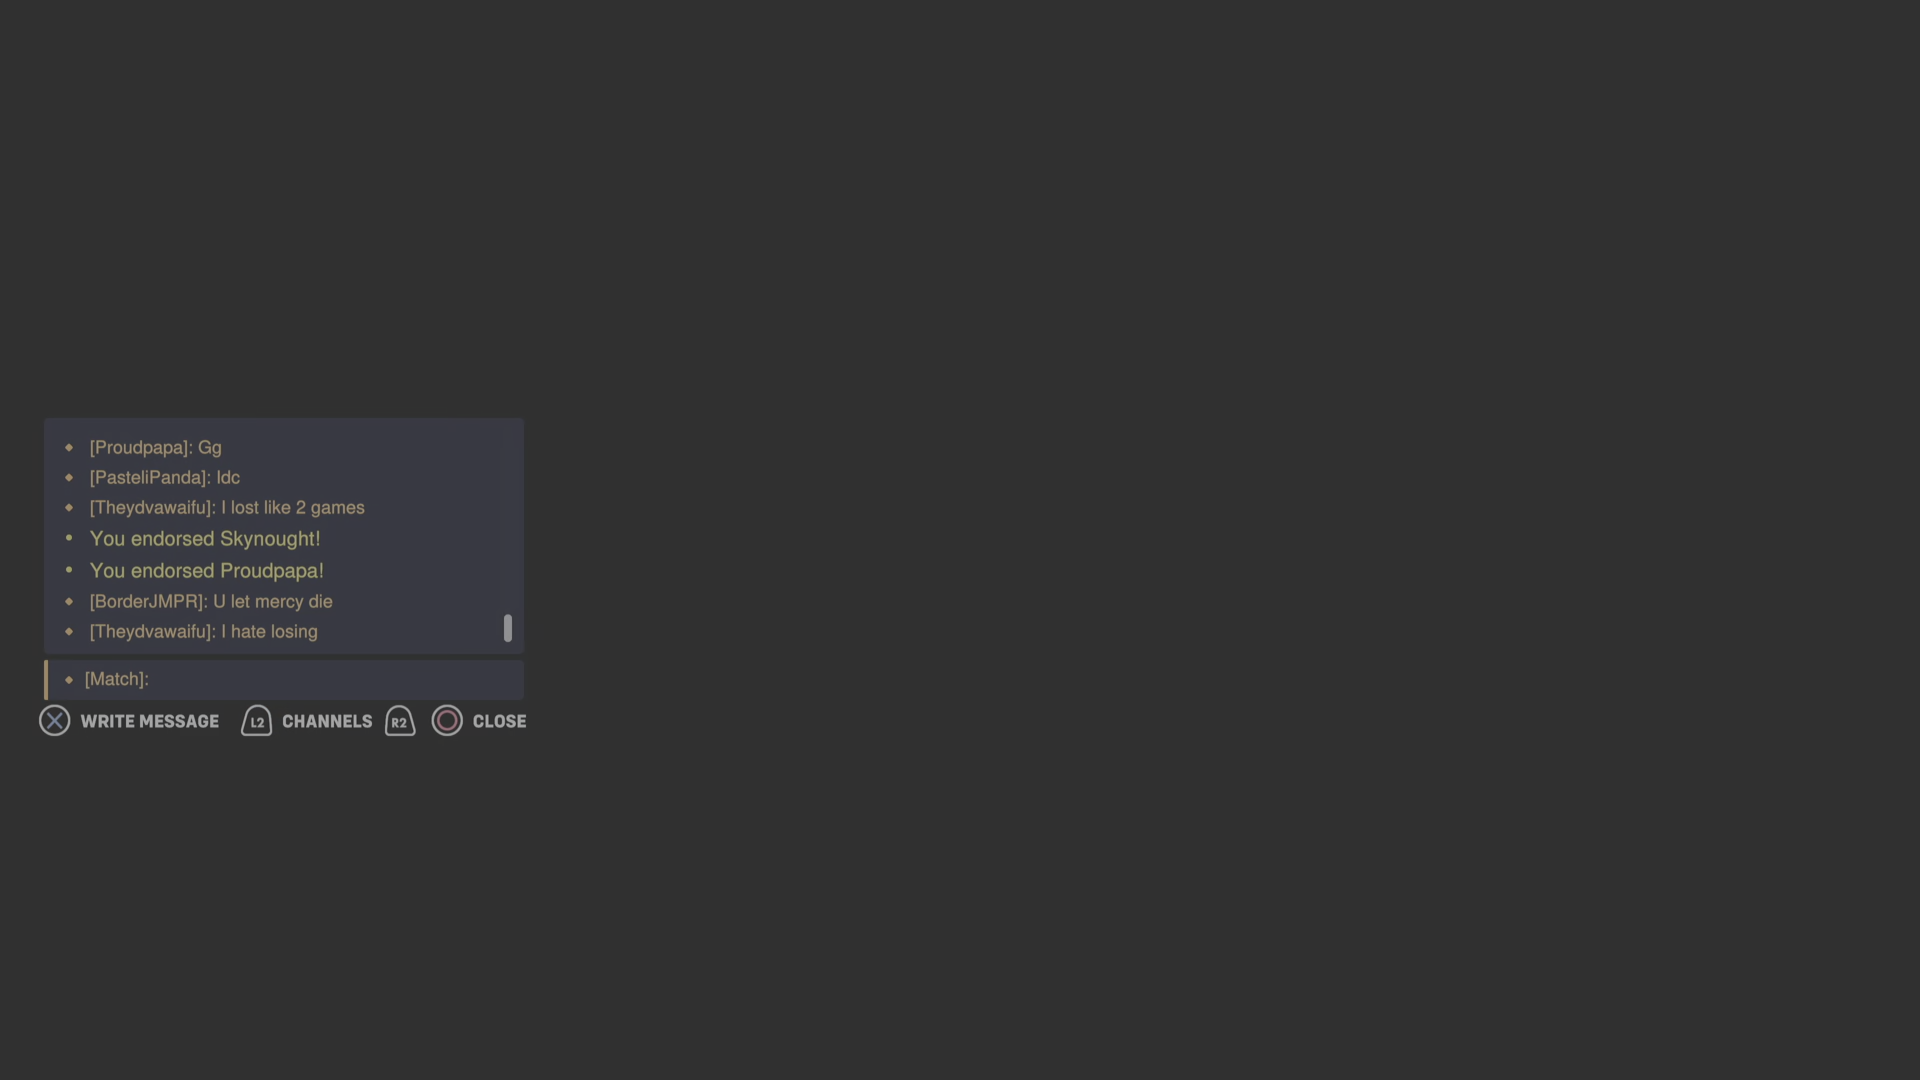 [Proudpapa]: Gg
[PasteliPanda]: Idc
[Theydvawaifu]: I lost like 2 games
You endorsed Skynought!
You endorsed Proudpapa!
[BorderJMPR]: U let mercy die
[Theydvawaifu]: I hate losing
[Match]:
WRITE MESSAGE L2 CHANNELS R2 CLOSE